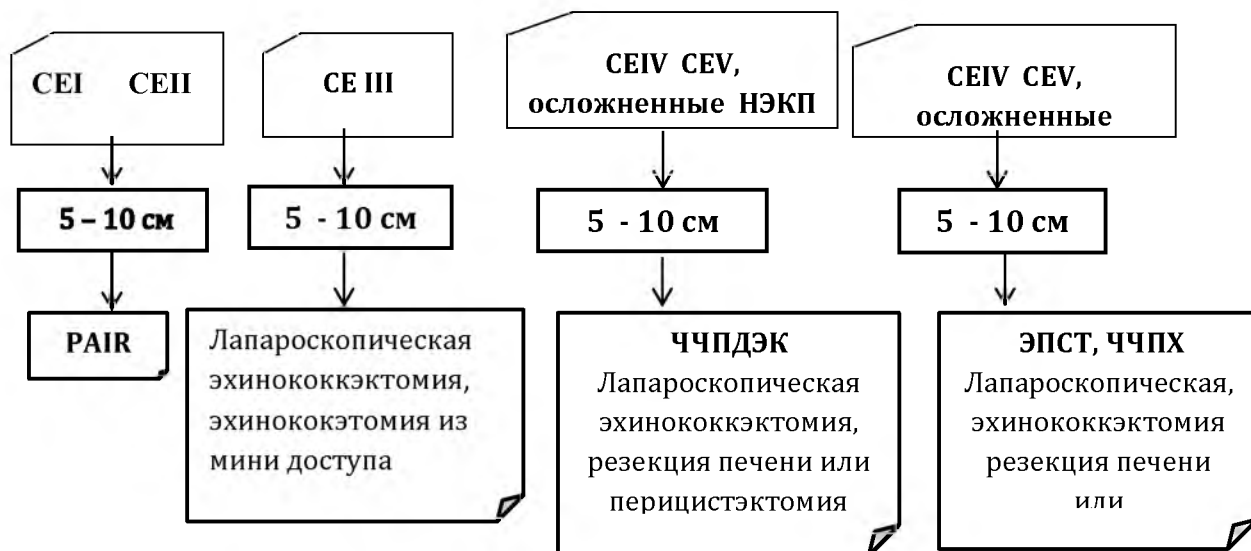 CEI CEII
5 – 10 см
PAIR
CE III
5 - 10 см
Лапароскопическая
эхинококкэктомия,
эхинококэтомия из
мини доступа
CEIV CEV,
осложненные НЭКП
5 - 10 см
ЧЧПДЭК
Лапароскопическая
эхинококкэктомия,
резекция печени или
перицистэктомия
CEIV CEV,
осложненные
5 - 10 см
ЭПСТ, ЧЧПХ
Лапароскопическая,
эхинококкэктомия
резекция печени
или